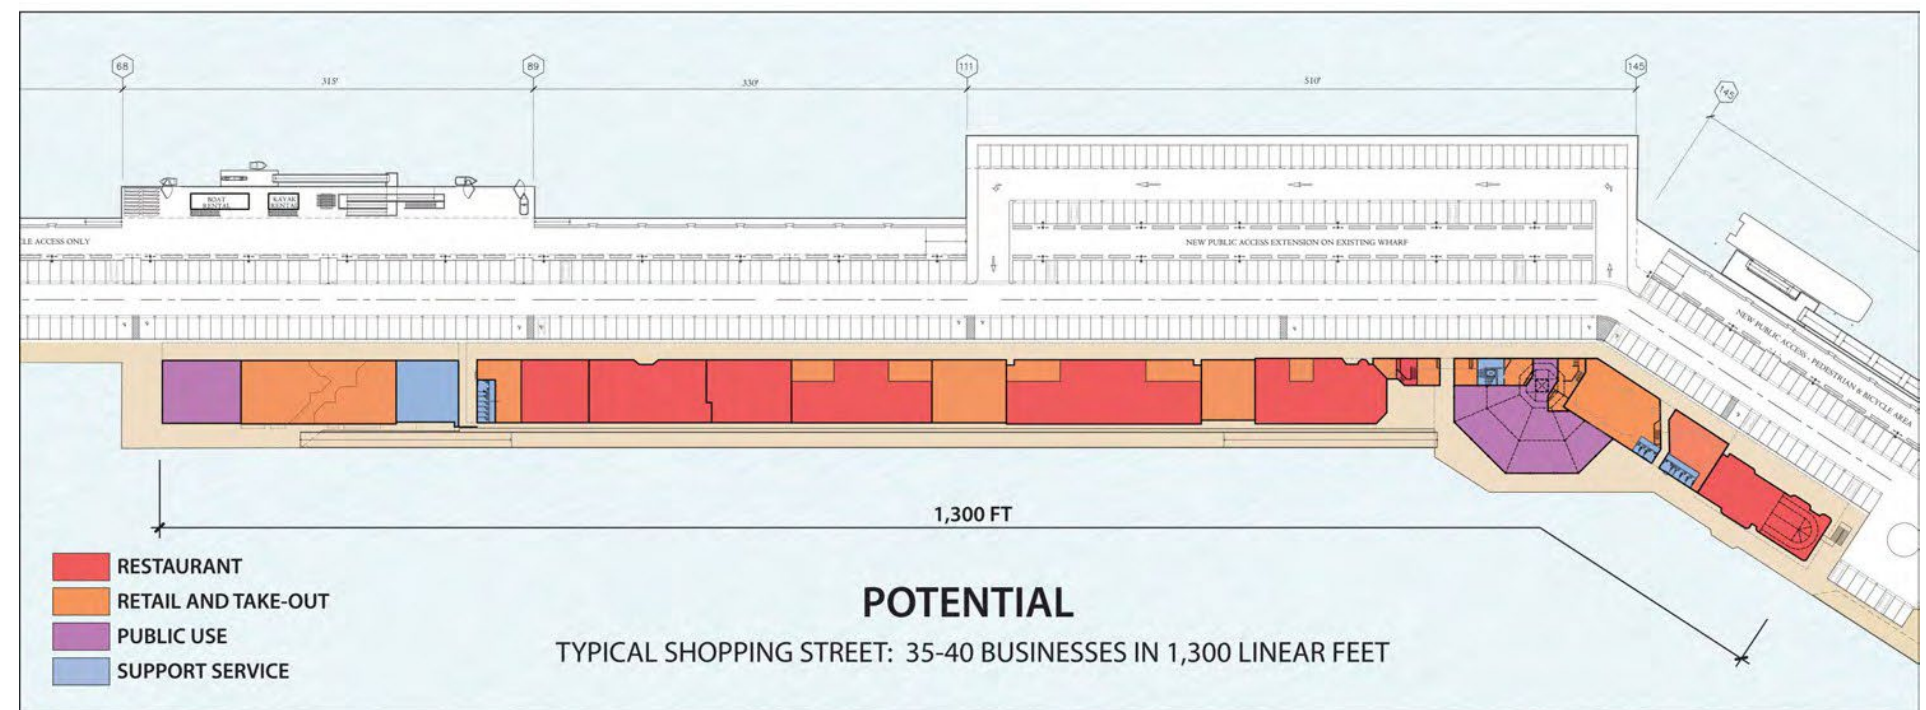 68
89
111
145
145
315'
330'
510'
BOAT
RENTAL
KAYAK
RENTAL
LE ACCESS ONLY
NEW PUBLIC ACCESS EXTENSION ON EXISTING WHARF
NEW PUBLIC ACCESS - PEDESTRIAN & BICYCLE AREA
1,300 FT
RESTAURANT
RETAIL AND TAKE-OUT
PUBLIC USE
SUPPORT SERVICE
POTENTIAL
TYPICAL SHOPPING STREET: 35-40 BUSINESSES IN 1,300 LINEAR FEET